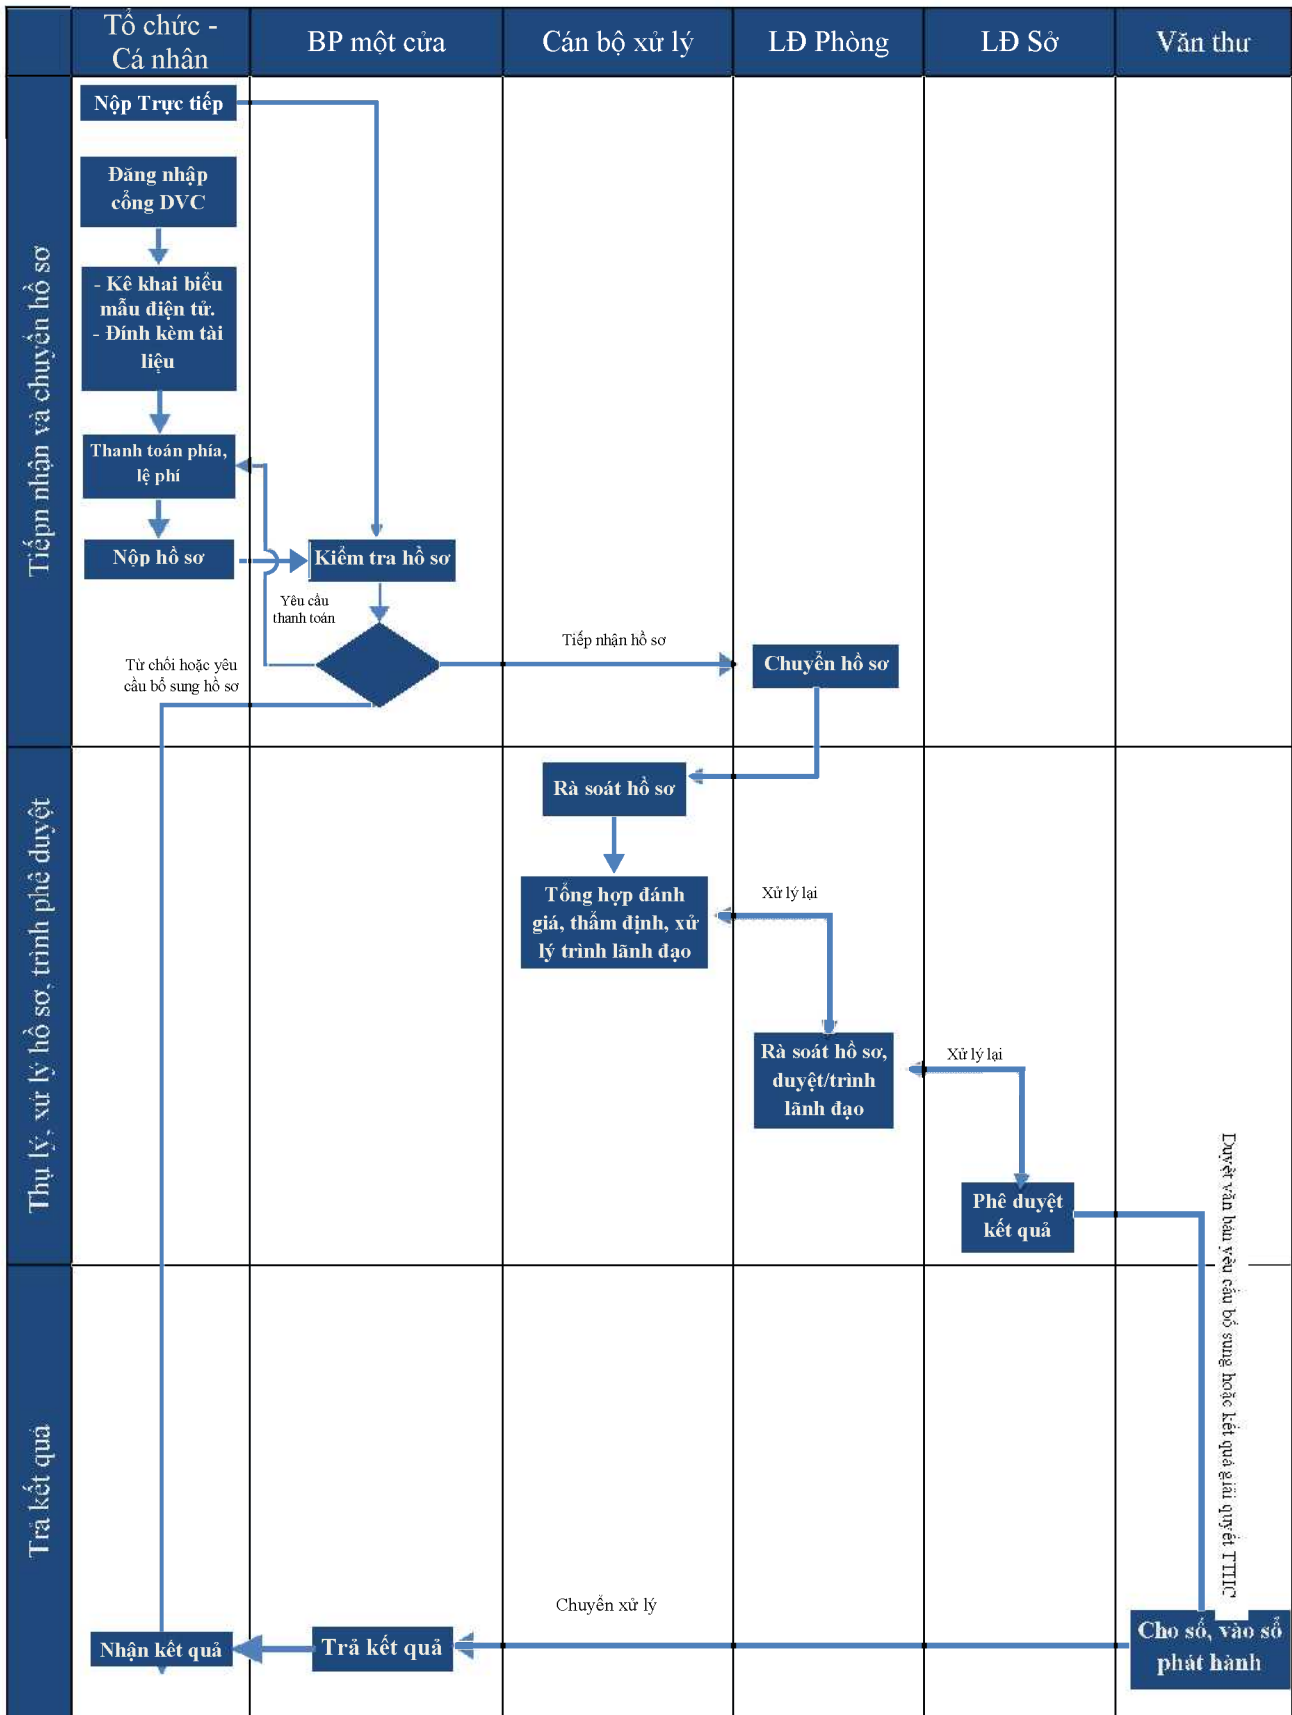 Tổ chức -
Cá nhân
BP một cửa
Cán bộ xử lý
LĐ Phòng
LĐ Sở
Văn thư
Tiếpn nhận và chuyển hồ sơ
Nộp Trực tiếp
Đăng nhập
cổng DVC
- Kê khai biểu
mẫu điện tử.
- Đính kèm tài
liệu
Thanh toán phía,
lệ phí
Nộp hồ sơ
Kiểm tra hồ sơ
Yêu cầu
thanh toán
Từ chối hoặc yêu
cầu bổ sung hồ sơ
Tiếp nhận hồ sơ
Chuyển hồ sơ
Thụ lý, xử lý hồ sơ, trình phê duyệt
Rà soát hồ sơ
Tổng hợp đánh
giá, thẩm định, xử
lý trình lãnh đạo
Xử lý lại
Rà soát hồ sơ,
duyệt/trình
lãnh đạo
Xử lý lại
Phê duyệt
kết quả
Duyệt văn bản yêu cầu bổ sung hoặc kết quả giải quyết TTHC
Trả kết quả
Chuyển xử lý
Nhận kết quả
Trả kết quả
Cho số, vào sổ
phát hành